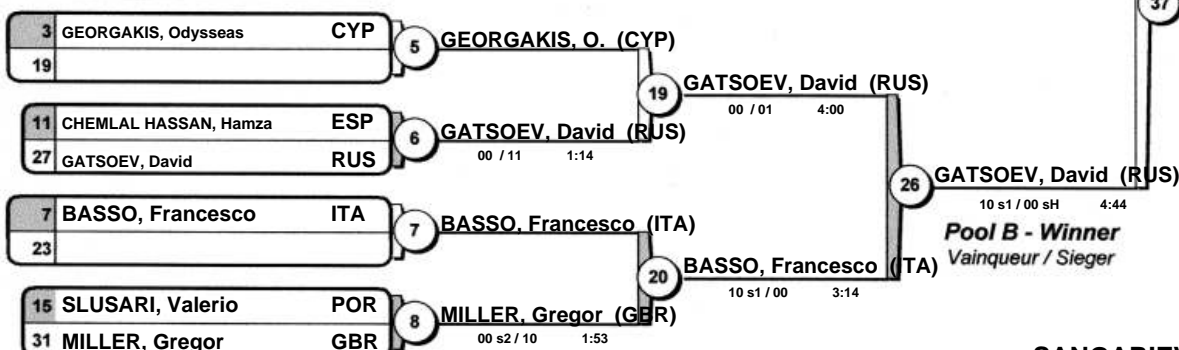 37
3 GEORGAKIS, Odysseas CYP
19
5
GEORGAKIS, O. (CYP)
11 CHEMLAL HASSAN, Hamza ESP
27 GATSOEV, David RUS
6
GATSOEV, David (RUS)
00 / 11 1:14
19
GATSOEV, David (RUS)
00 / 01 4:00
7 BASSO, Francesco ITA
23
7
BASSO, Francesco (ITA)
15 SLUSARI, Valerio POR
31 MILLER, Gregor GBR
8
MILLER, Gregor (GBR)
00 s2 / 10 1:53
20
BASSO, Francesco (ITA)
10 s1 / 00 3:14
26
GATSOEV, David (RUS)
10 s1 / 00 sH 4:44
Pool B - Winner
Vainqueur / Sieger